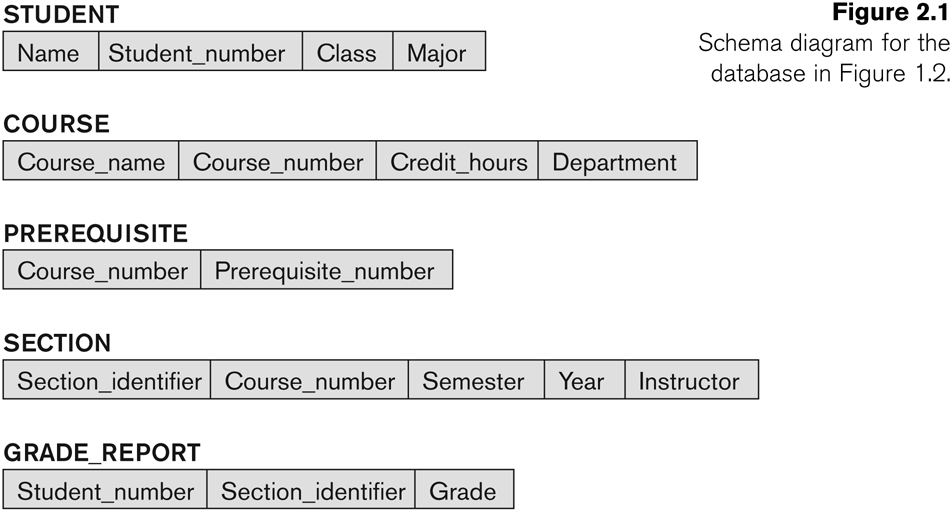 STUDENT
Name Student_number Class Major
Figure 2.1
Schema diagram for the
database in Figure 1.2.
COURSE
Course_name Course_number Credit_hours Department
PREREQUISITE
Course_number Prerequisite_number
SECTION
Section_identifier Course_number Semester Year Instructor
GRADE_REPORT
Student_number Section_identifier Grade